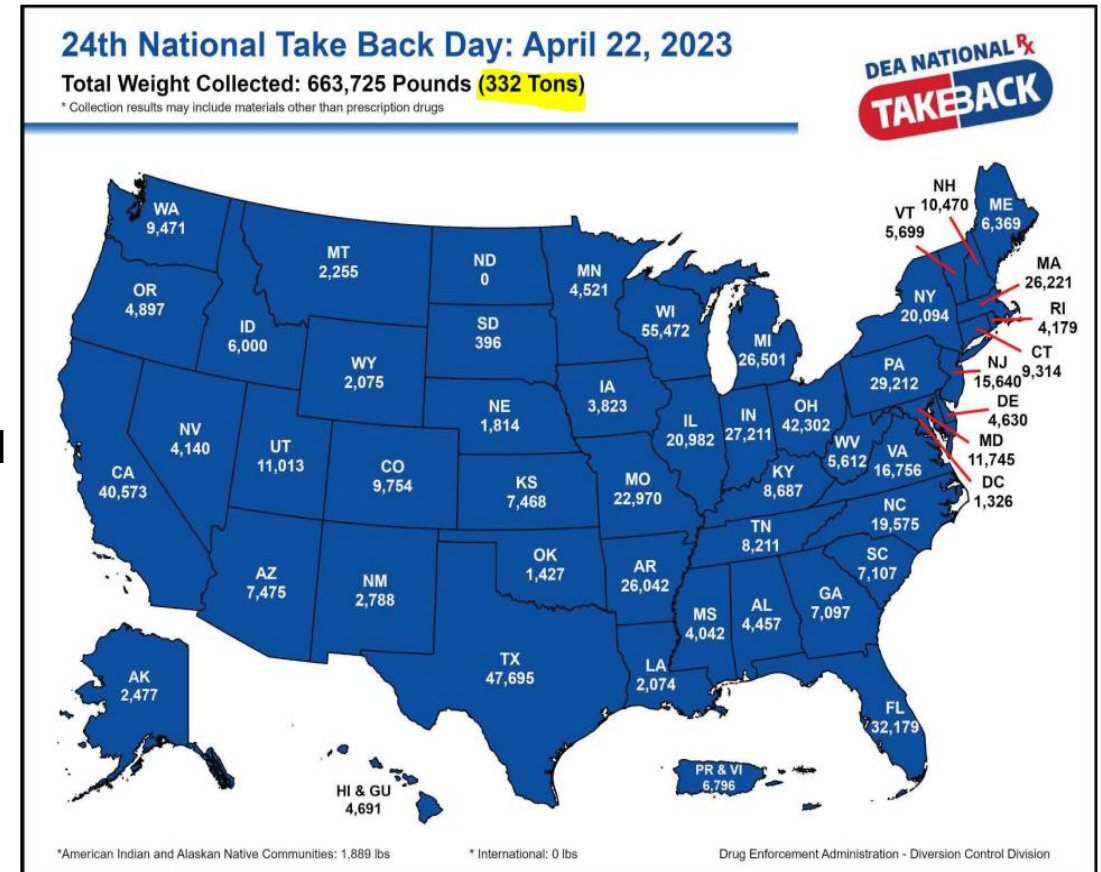 24th National Take Back Day: April 22, 2023
Total Weight Collected: 663,725 Pounds (332 Tons)
* Collection results may include materials other than prescription drugs
DEA NATIONAL Rx
TAKEBACK
WA
9,471
MT
2,255
ND
0
MN
4,521
OR
4,897
ID
6,000
WY
2,075
SD
396
WI
55,472
MI
26,501
NY
20,094
VT
5,699
NH
10,470
ME
6,369
MA
26,221
RI
4,179
CT
9,314
NJ
15,640
DE
4,630
MD
11,745
DC
1,326
PA
29,212
NV
4,140
UT
11,013
CO
9,754
NE
1,814
IA
3,823
IL
20,982
IN
27,211
OH
42,302
WV
5,612
VA
16,756
CA
40,573
KS
7,468
MO
22,970
KY
8,687
NC
19,575
TN
8,211
SC
7,107
AZ
7,475
NM
2,788
OK
1,427
AR
26,042
MS
4,042
AL
4,457
GA
7,097
TX
47,695
LA
2,074
FL
32,179
AK
2,477
HI & GU
4,691
PR & VI
6,796
*American Indian and Alaskan Native Communities: 1,889 lbs
* International: 0 lbs
Drug Enforcement Administration - Diversion Control Division